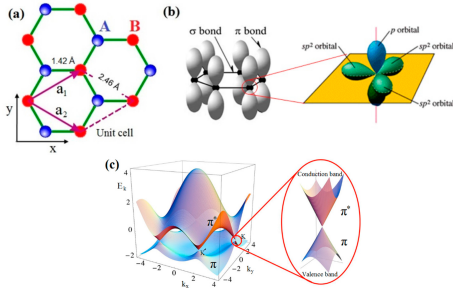 (a)
A
B
1.42 Å
2.46 Å
a1
a2
Unit cell
y
x
(b)
σ bond
π bond
p orbital
sp2 orbital
sp2 orbital
sp2 orbital
(c)
Ek
4
2
0
-2
π*
π
K
K'
-4
-2
0
2
4
kx
4
2
0
-2
-4
ky
Conduction band
π*
π
Valence band